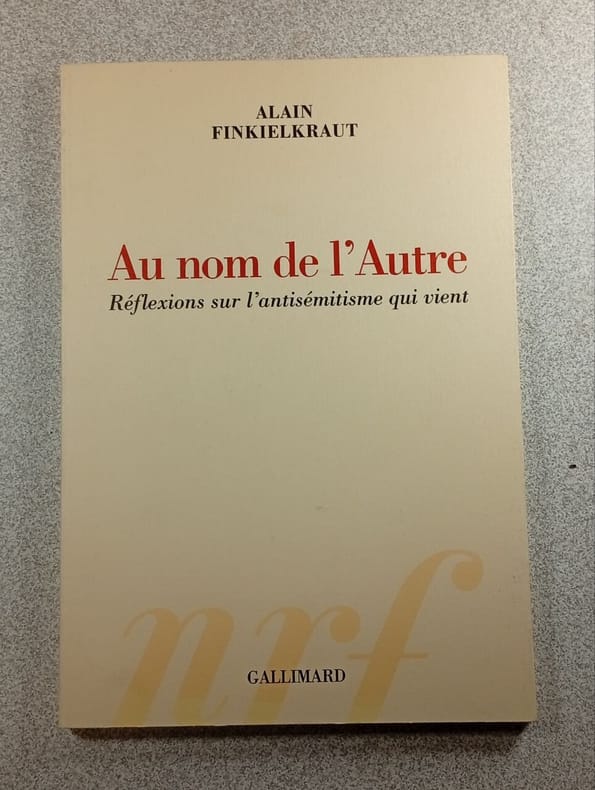 ALAIN
FINKIELKRAUT
Au nom de l'Autre
Réflexions sur l'antisémitisme qui vient
nrf
GALLIMARD